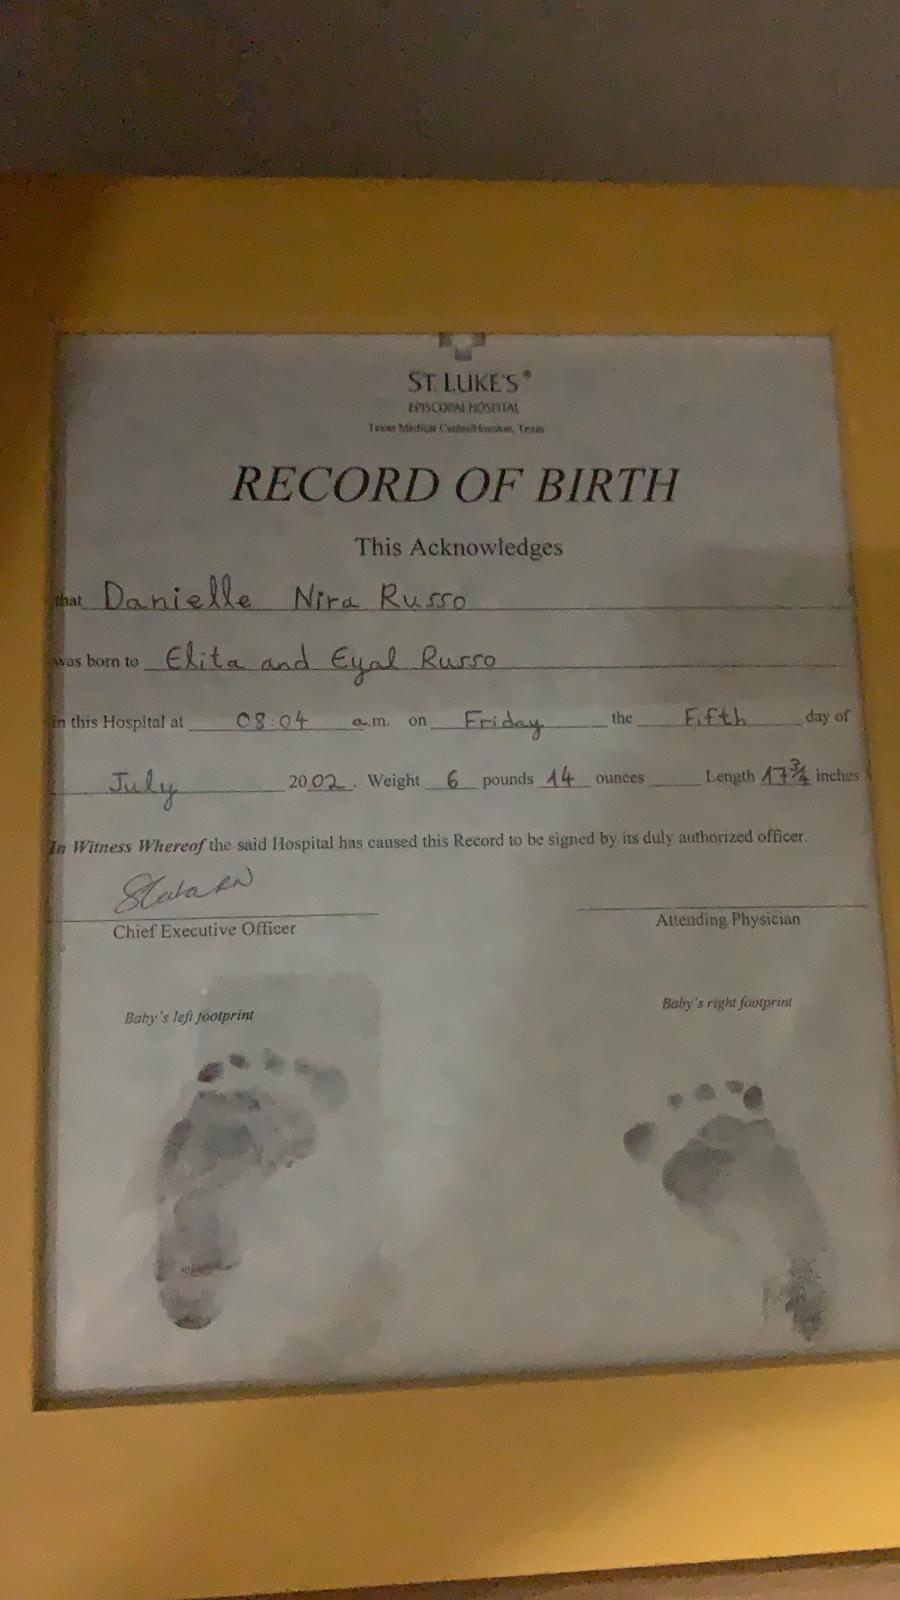 ST. LUKE'S®
EPISCOPAL HOSPITAL
Texas Medical Center/Houston, Texas
RECORD OF BIRTH
This Acknowledges
that Danielle Nira Russo
was born to Elita and Eyal Russo
in this Hospital at 08:04 a.m. on Friday the Fifth day of
July 2002. Weight 6 pounds 14 ounces Length 17 3/4 inches
In Witness Whereof the said Hospital has caused this Record to be signed by its duly authorized officer.
RN
Chief Executive Officer Attending Physician
Baby's left footprint Baby's right footprint